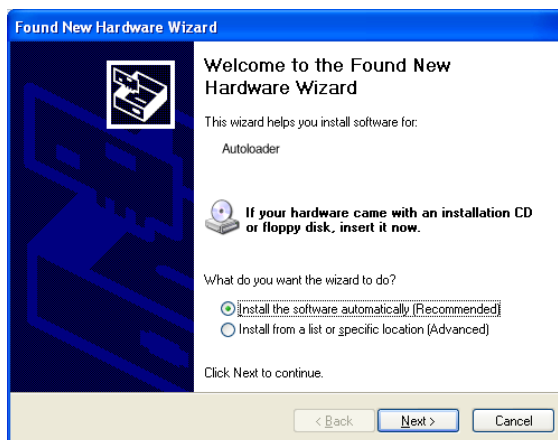 Found New Hardware Wizard
Welcome to the Found New
Hardware Wizard
This wizard helps you install software for:
Autoloader
If your hardware came with an installation CD
or floppy disk, insert it now.
What do you want the wizard to do?
Install the software automatically (Recommended)
Install from a list or specific location (Advanced)
Click Next to continue.
< Back Next > Cancel